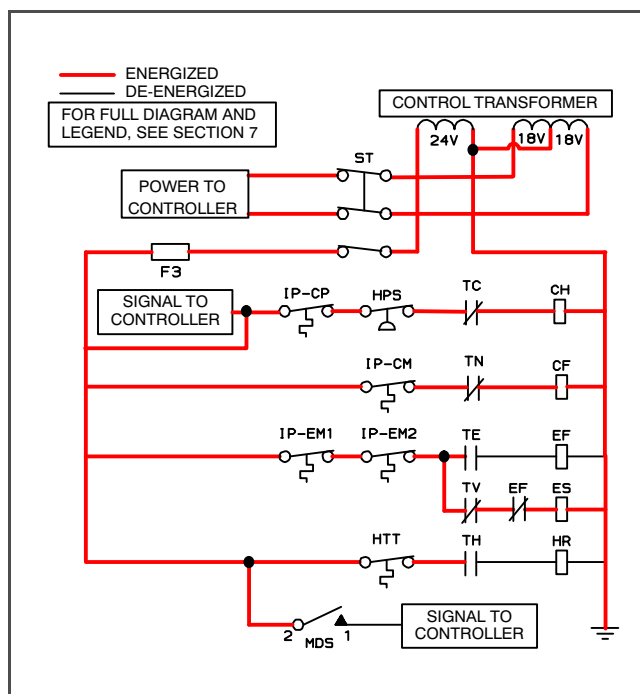 ENERGIZED
DE-ENERGIZED
FOR FULL DIAGRAM AND
LEGEND, SEE SECTION 7
CONTROL TRANSFORMER
24V
18V
18V
ST
POWER TO
CONTROLLER
F3
SIGNAL TO
CONTROLLER
IP-CP
HPS
TC
CH
IP-CM
TN
CF
IP-EM1
IP-EM2
TE
EF
TV
EF
ES
HTT
TH
HR
2
MDS
1
SIGNAL TO
CONTROLLER